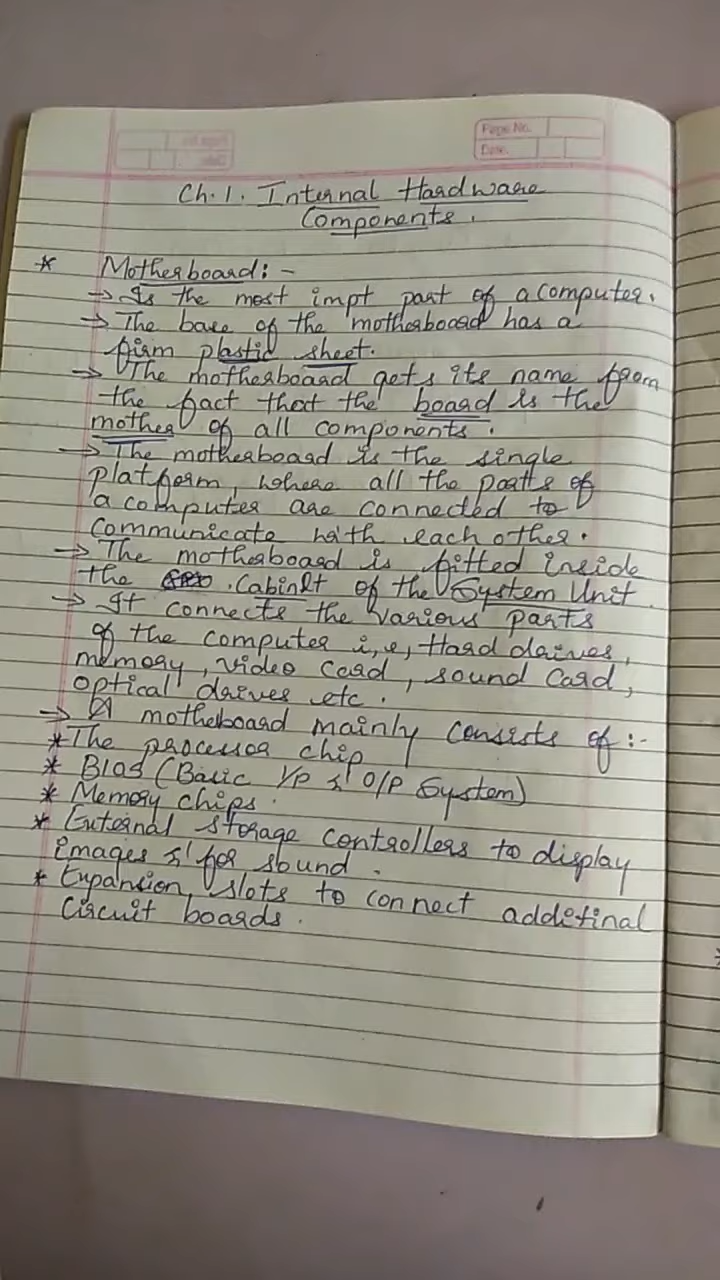 Page No.
Date.
Ch.1. Internal Hardware
Components.
* Motherboard:-
→ Is the most impt part of a computer.
→ The base of the motherboard has a
firm plastic sheet.
→ The motherboard gets its name from
the fact that the board is the
mother of all components.
→ The motherboard is the single
platform, where all the parts of
a computer are connected to
communicate with each other.
→ The motherboard is fitted inside
the Cabinet of the System Unit.
→ It connects the various parts
of the computer i,e, Hard drives,
memory, video card, sound card,
optical drives etc.
→ A motheboard mainly consists of:-
* The processor chip
* BIOS (Basic I/P & O/P System)
* Memory chips.
* External storage controllers to display
images & for sound.
* Expansion slots to connect addetinal
circuit boards.